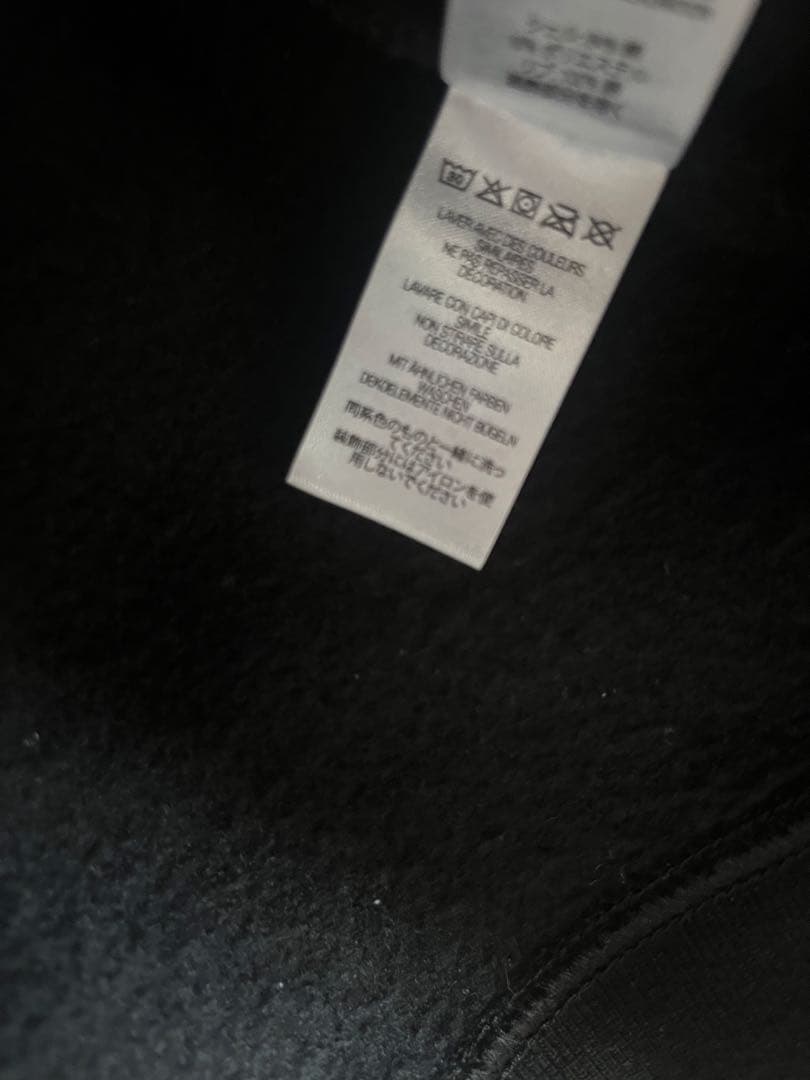 30
LAVER AVEC DES COULEURS
SIMILAIRES
NE PAS REPASSER LA
DÉCORATION
LAVARE CON CAPI DI COLORE
SIMILE
NON STIRARE SULLA
DECORAZIONE
MIT ÄHNLICHEN FARBEN
WASCHEN
DEKOELEMENTE NICHT BÜGELN
同系色のものと一緒に洗っ
てください
装飾部分にはアイロンを使
用しないでください